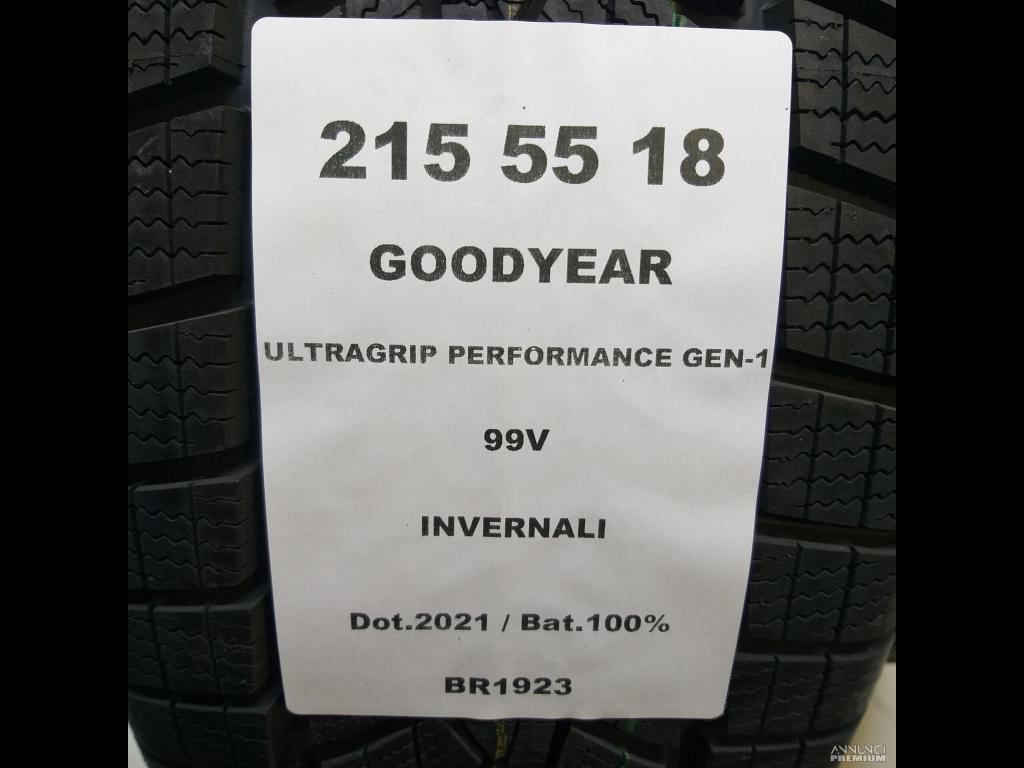 215 55 18
GOODYEAR
ULTRAGRIP PERFORMANCE GEN-1
99V
INVERNALI
Dot.2021 / Bat.100%
BR1923
ANNUNCI
PREMIUM